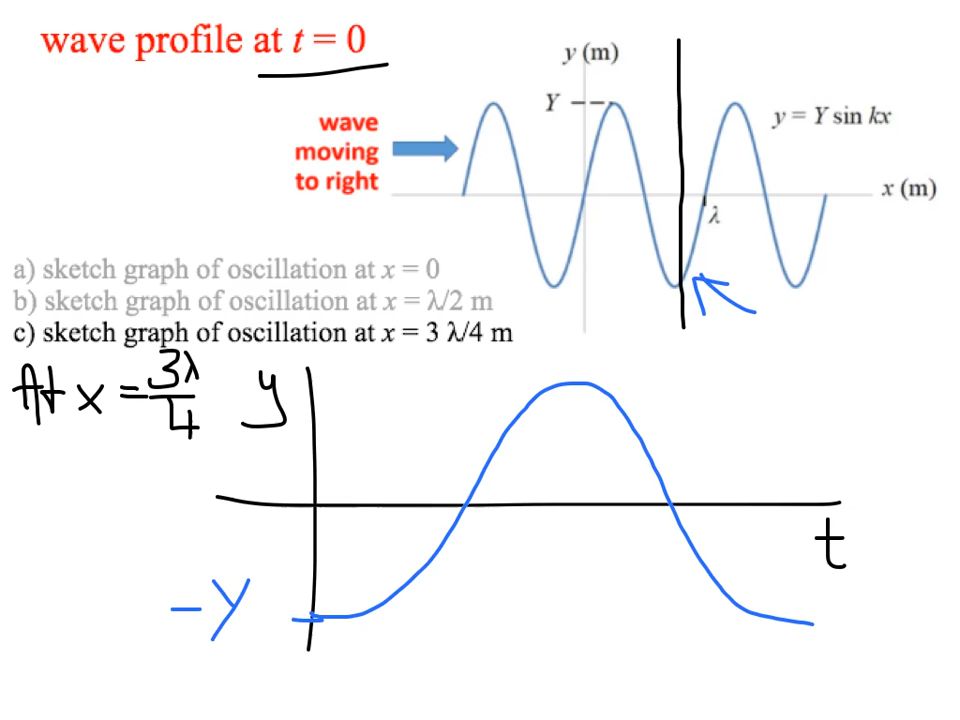 wave profile at t = 0
y (m)
Y
y = Y sin kx
wave
moving
to right
x (m)
λ
a) sketch graph of oscillation at x = 0
b) sketch graph of oscillation at x = λ/2 m
c) sketch graph of oscillation at x = 3 λ/4 m
At x = 3λ/4
y
t
-Y